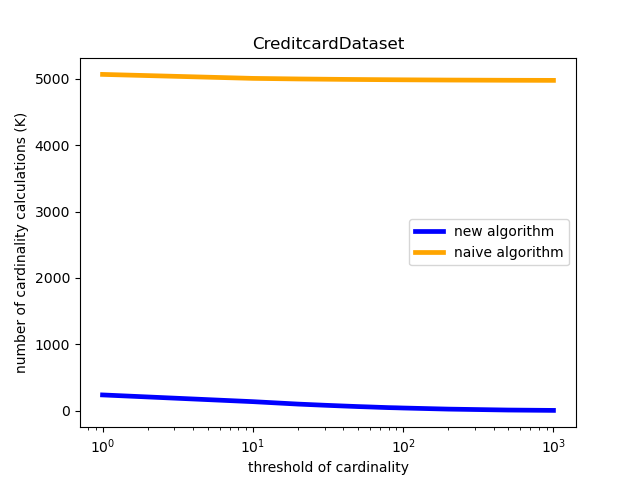 CreditcardDataset
number of cardinality calculations (K)
5000
4000
3000
2000
1000
0
new algorithm
naive algorithm
10⁰
10¹
10²
10³
threshold of cardinality